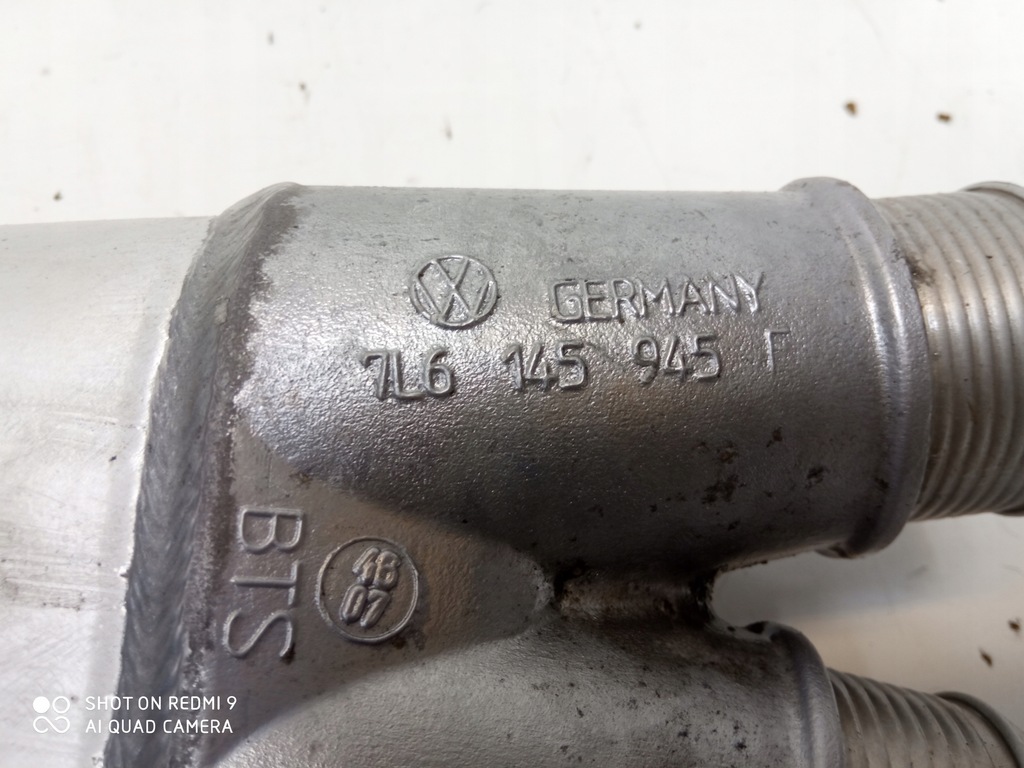 GERMANY
7L6 145 945 Г
BTS
48
07
SHOT ON REDMI 9
AI QUAD CAMERA